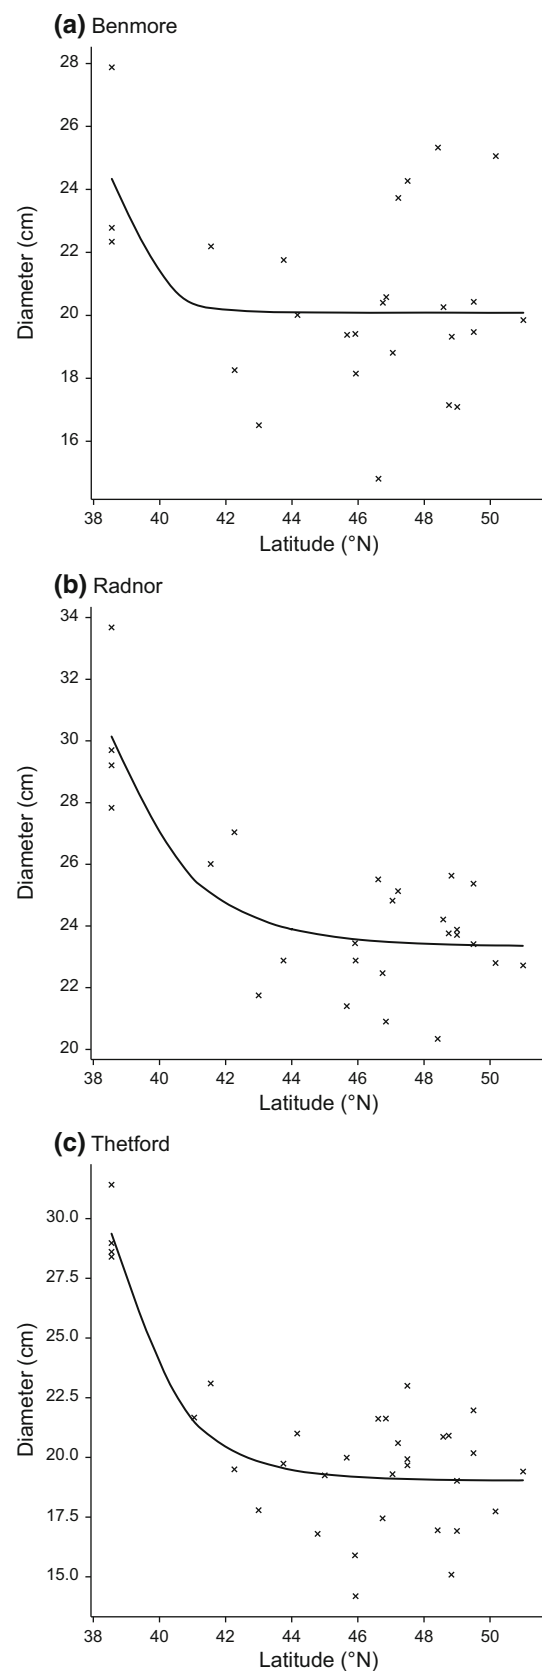 (a) Benmore
28
26
24
22
20
18
16
Diameter (cm)
38 40 42 44 46 48 50
Latitude (°N)
(b) Radnor
34
32
30
28
26
24
22
20
Diameter (cm)
38 40 42 44 46 48 50
Latitude (°N)
(c) Thetford
30.0
27.5
25.0
22.5
20.0
17.5
15.0
Diameter (cm)
38 40 42 44 46 48 50
Latitude (°N)